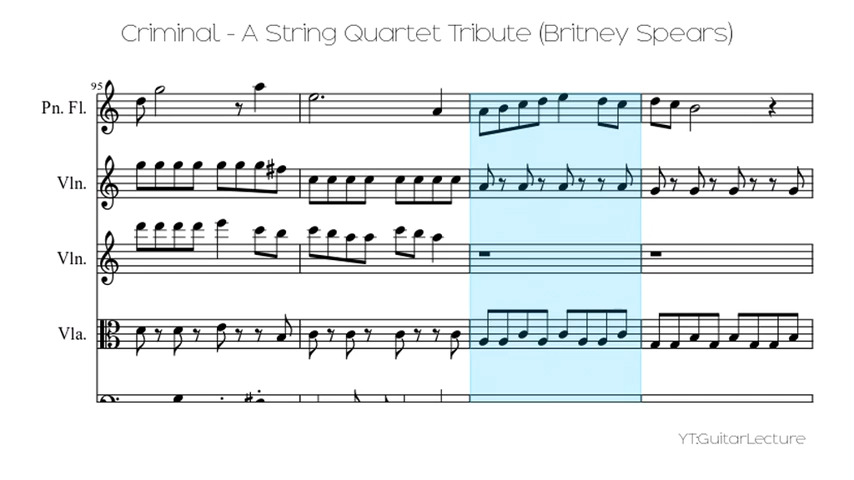 Criminal - A String Quartet Tribute (Britney Spears)
95
Pn. Fl.
Vln.
Vln.
Vla.
YT:GuitarLecture